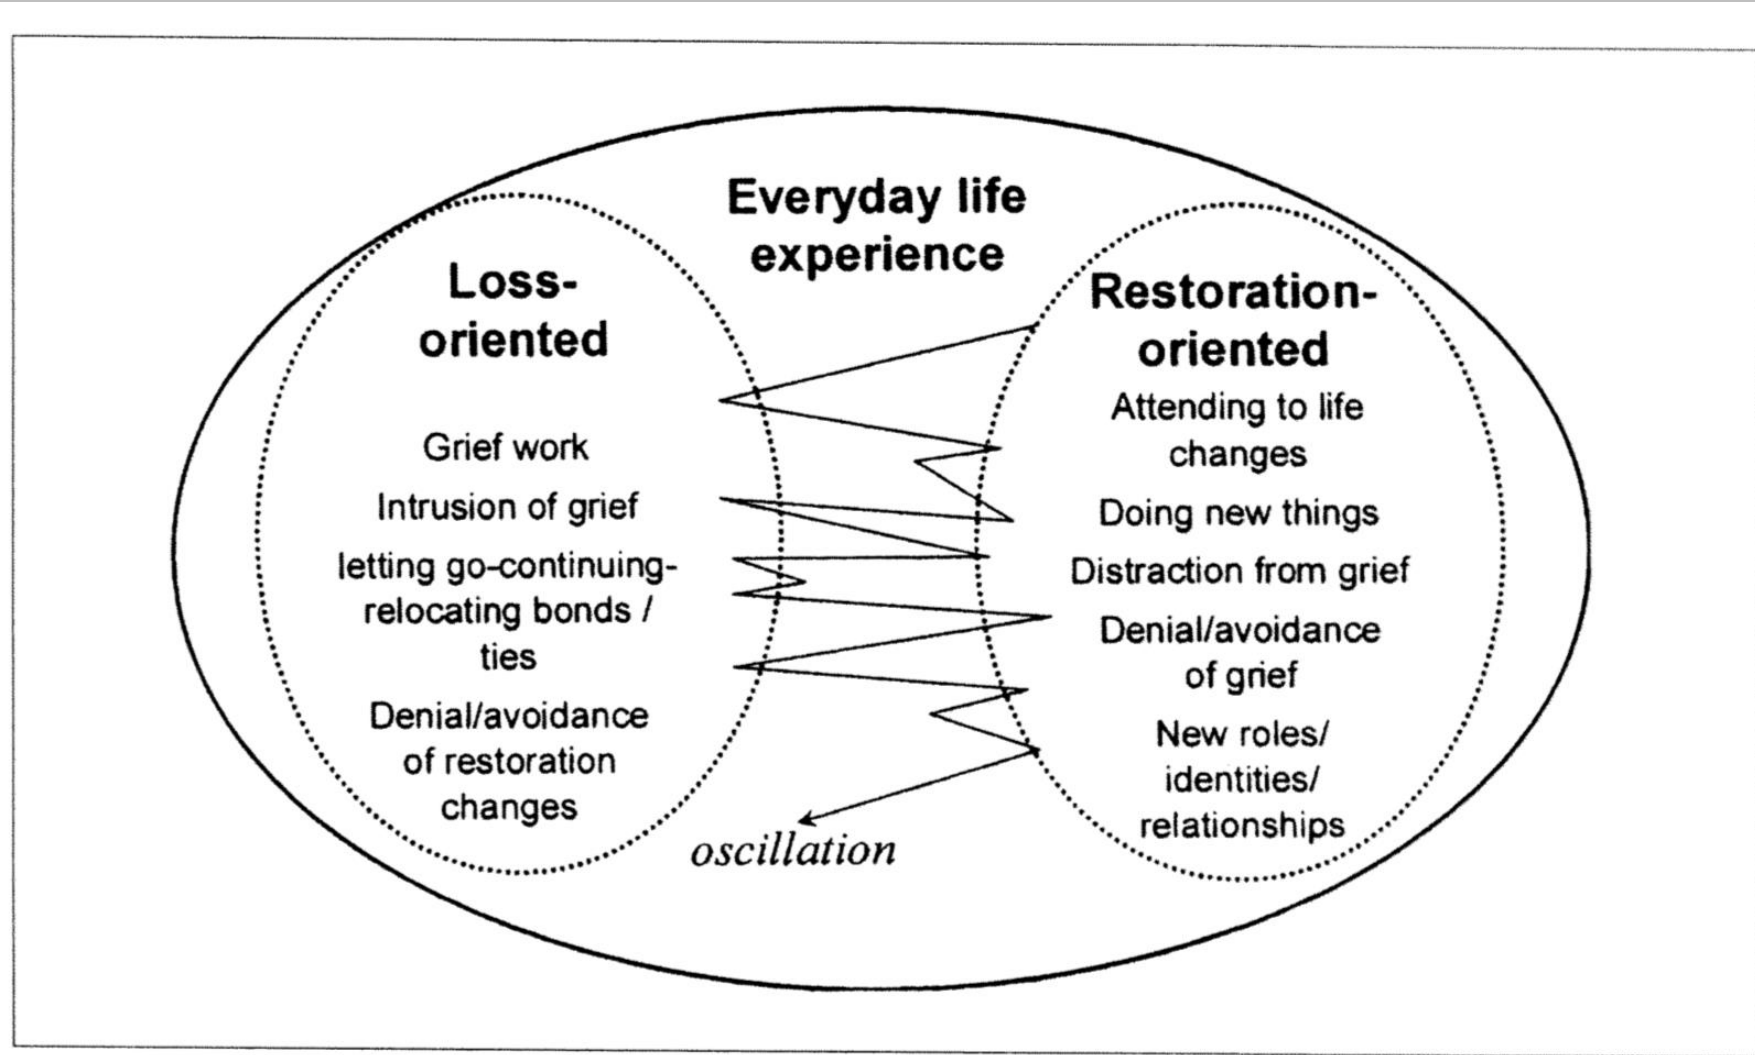 Everyday life
experience
Loss-
oriented
Grief work
Intrusion of grief
letting go-continuing-
relocating bonds /
ties
Denial/avoidance
of restoration
changes
Restoration-
oriented
Attending to life
changes
Doing new things
Distraction from grief
Denial/avoidance
of grief
New roles/
identities/
relationships
oscillation